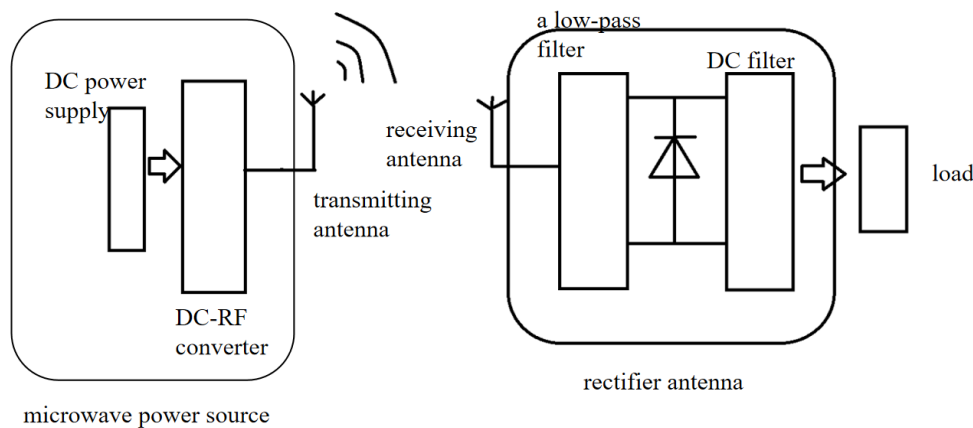 DC power
supply
DC-RF
converter
transmitting
antenna
microwave power source
a low-pass
filter
DC filter
receiving
antenna
load
rectifier antenna